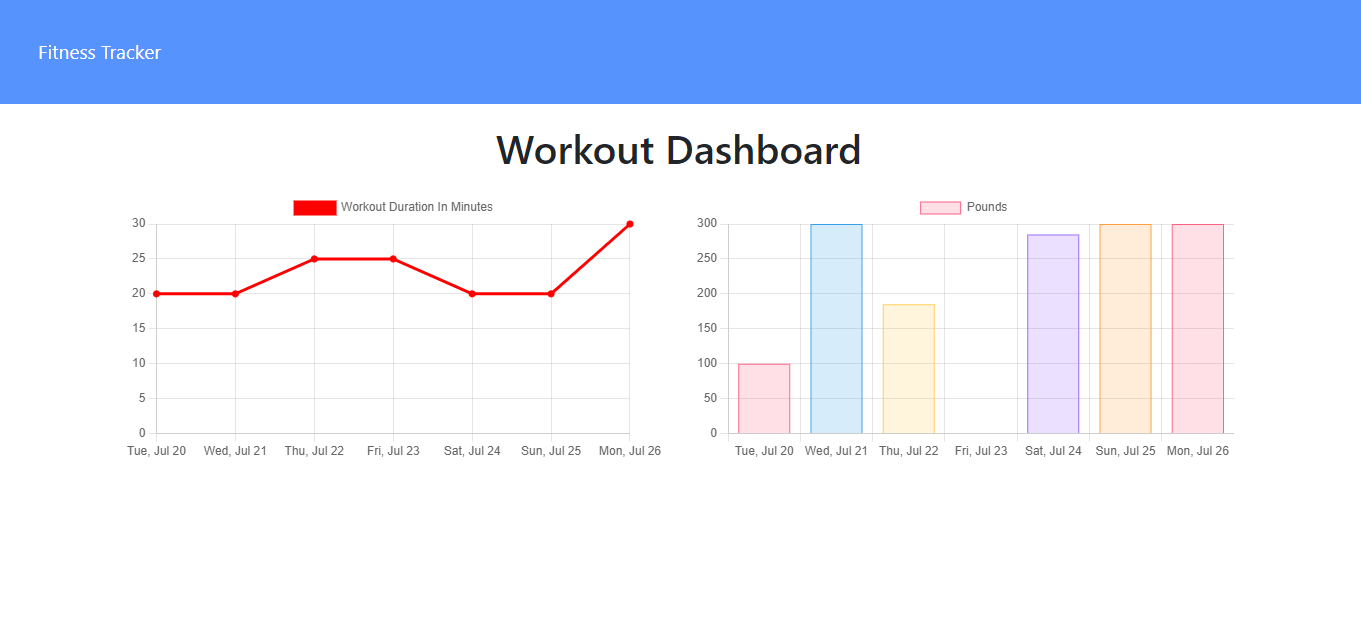 Fitness Tracker
Workout Dashboard
Workout Duration In Minutes
30
25
20
15
10
5
0
Tue, Jul 20 Wed, Jul 21 Thu, Jul 22 Fri, Jul 23 Sat, Jul 24 Sun, Jul 25 Mon, Jul 26
Pounds
300
250
200
150
100
50
0
Tue, Jul 20 Wed, Jul 21 Thu, Jul 22 Fri, Jul 23 Sat, Jul 24 Sun, Jul 25 Mon, Jul 26